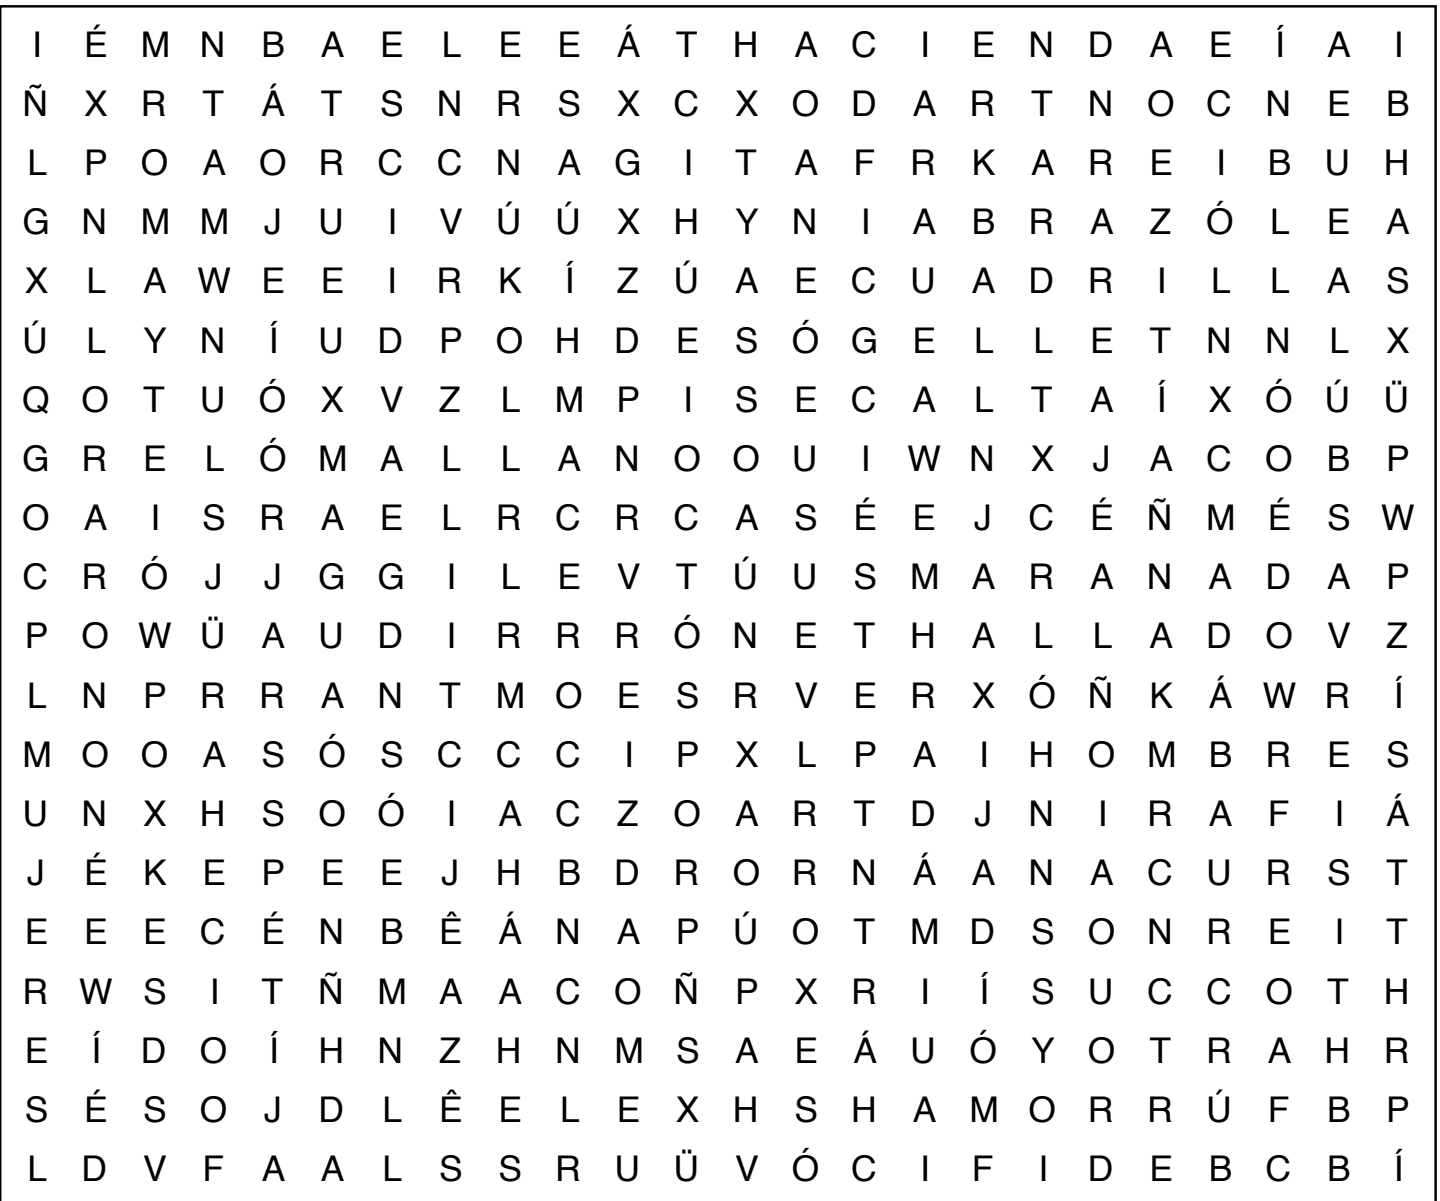 I É M N B A E L E E Á T H A C I E N D A E Í A I
Ñ X R T Á T S N R S X C X O D A R T N O C N E B
L P O A O R C C N A G I T A F R K A R E I B U H
G N M M J U I V Ú Ú X H Y N I A B R A Z Ó L E A
X L A W E E I R K Í Z Ú A E C U A D R I L L A S
Ú L Y N Í U D P O H D E S Ó G E L L E T N N L X
Q O T U Ó X V Z L M P I S E C A L T A Í X Ó Ú Ü
G R E L Ó M A L L A N O O U I W N X J A C O B P
O A I S R A E L R C R C A S É E J C É Ñ M É S W
C R Ó J J G G I L E V T Ú U S M A R A N A D A P
P O W Ü A U D I R R R Ó N E T H A L L A D O V Z
L N P R R A N T M O E S R V E R X Ó Ñ K Á W R Í
M O O A S Ó S C C C I P X L P A I H O M B R E S
U N X H S O Ó I A C Z O A R T D J N I R A F I Á
J É K E P E E J H B D R O R N Á A N A C U R S T
E E E C É N B Ê Á N A P Ú O T M D S O N R E I T
R W S I T Ñ M A A C O Ñ P X R I Í S U C C O T H
E Í D O Í H N Z H N M S A E Á U Ó Y O T R A H R
S É S O J D L Ê E L E X H S H A M O R R Ú F B P
L D V F A A L S S R U Ü V Ó C I F I D E B C B Í